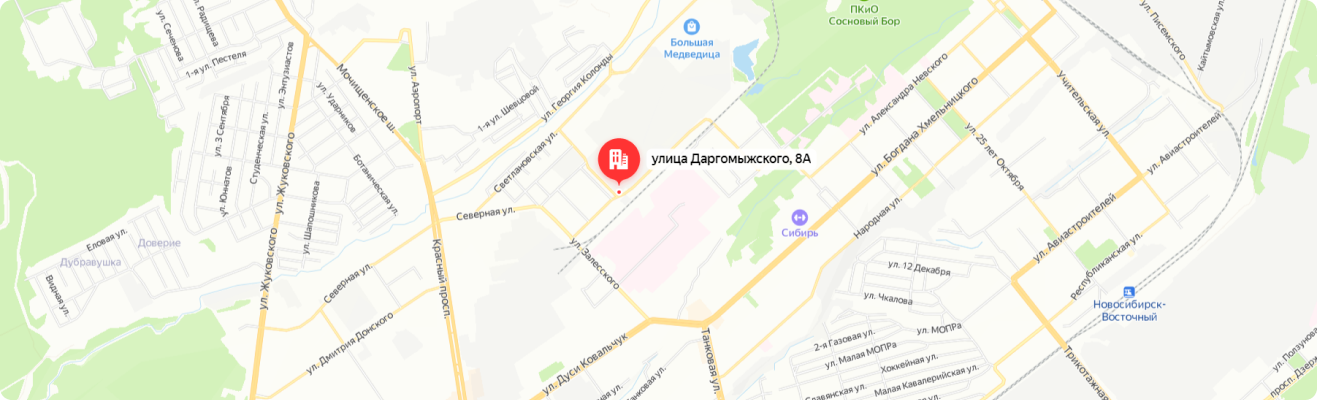 ПКиО
Сосновый Бор
ул. Писемского
Кайтымовская ул.
ул. Сеченова
ул. Радищева
1-я ул. Пестеля
Мочищенское ш.
ул. Энтузиастов
ул. Ударников
ул. Аэропорт
ул. Георгия Колонды
1-я ул. Шевцовой
Большая
Медведица
ул. Александра Невского
ул. Богдана Хмельницкого
Учительская ул.
ул. 25 лет Октября
ул. Авиастроителей
ул. 3 Сентября
Студенческая ул.
ул. Жуковского
Ботаническая ул.
Светлановская ул.
улица Даргомыжского, 8А
ул. Юннатов
ул. Шапошникова
Северная ул.
Еловая ул.
Доверие
Дубравушка
Видная ул.
ул. Жуковского
Северная ул.
Красный просп.
ул. Залесского
Сибирь
Народная ул.
ул. Авиастроителей
Республиканская ул.
ул. 12 Декабря
ул. Чкалова
Новосибирск-
Восточный
ул. Дмитрия Донского
ул. Дуси Ковальчук
Танковая ул.
Танковая ул.
2-я Газовая ул.
ул. МОПРа
ул. Малая МОПРа
Хоккейная ул.
Славянская ул.
Малая Кавалерийская ул.
Трикотажная
ул. Ползунова
просп. Дзерж